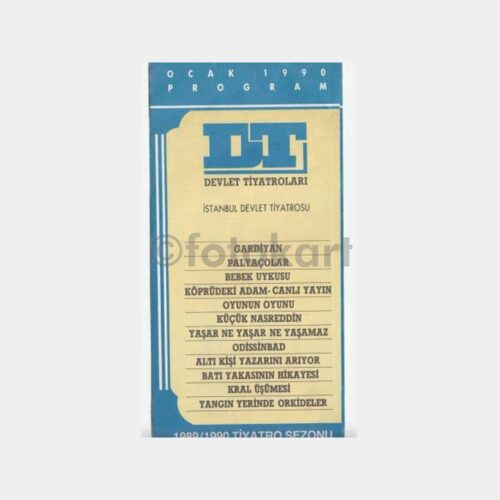 OCAK 1990
PROGRAM
DT
DEVLET TİYATROLARI
İSTANBUL DEVLET TİYATROSU
©fotokart
GARDİYAN
PALYAÇOLAR
BEBEK UYKUSU
KÖPRÜDEKİ ADAM- CANLI YAYIN
OYUNUN OYUNU
KÜÇÜK NASREDDİN
YAŞAR NE YAŞAR NE YAŞAMAZ
ODİSSİNBAD
ALTI KİŞİ YAZARINI ARIYOR
BATI YAKASININ HİKAYESİ
KRAL ÜŞÜMESİ
YANGIN YERİNDE ORKİDELER
1989/1990 TİYATRO SEZONU